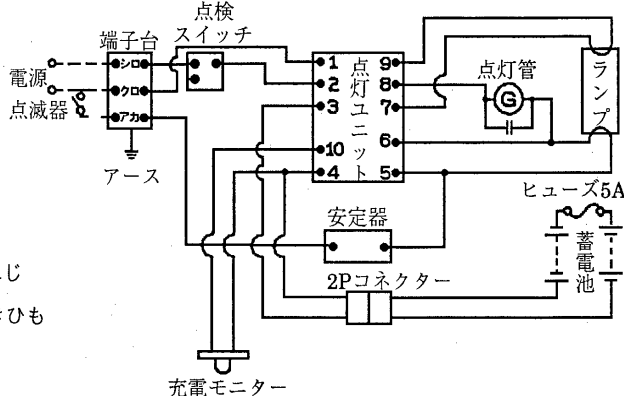 点検
スイッチ
端子台
電源
点滅器
シロ
クロ
アカ
アース
1
2
3
10
4
点灯ユニット
9
8
7
6
5
点灯管
G
ランプ
ヒューズ5A
安定器
2Pコネクター
蓄電池
じ
ひも
充電モニター